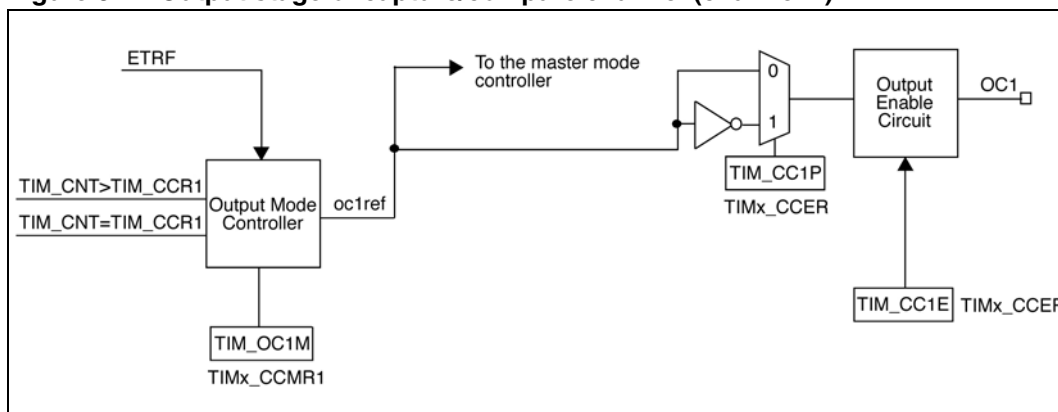 ETRF
To the master mode
controller
0
1
Output
Enable
Circuit
OC1
TIM_CC1P
TIMx_CCER
TIM_CNT>TIM_CCR1
TIM_CNT=TIM_CCR1
Output Mode
Controller
oc1ref
TIM_CC1E
TIM_OC1M
TIMx_CCMR1